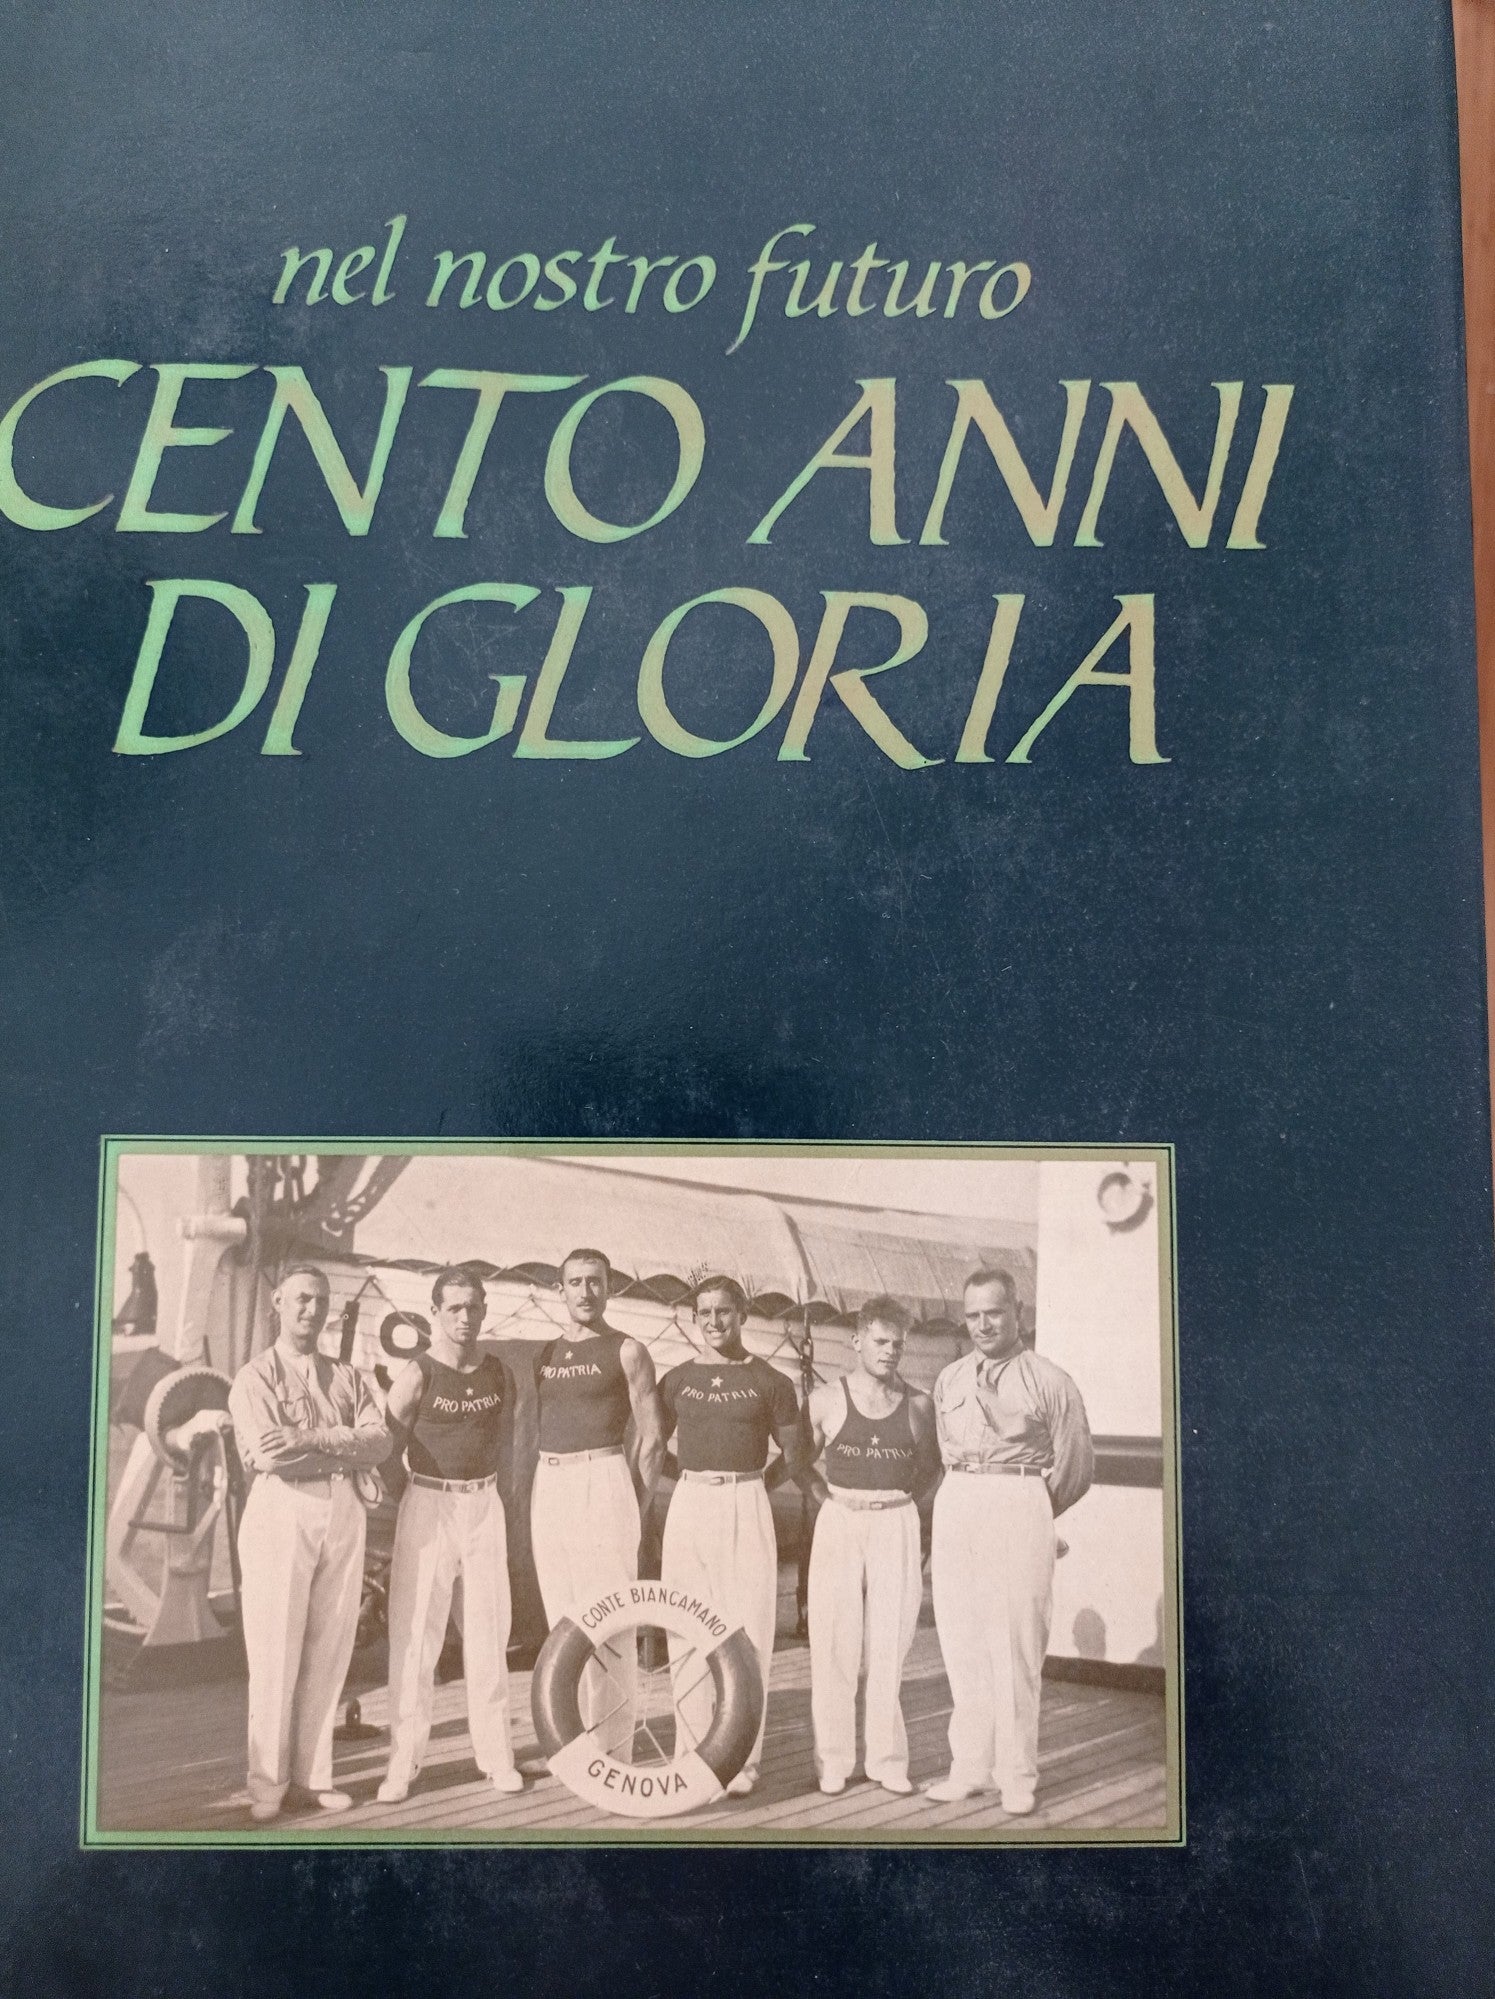 nel nostro futuro
CENTO ANNI
DI GLORIA
PRO PATRIA
PRO PATRIA
PRO PATRIA
PRO PATRIA
CONTE BIANCAMANO
GENOVA